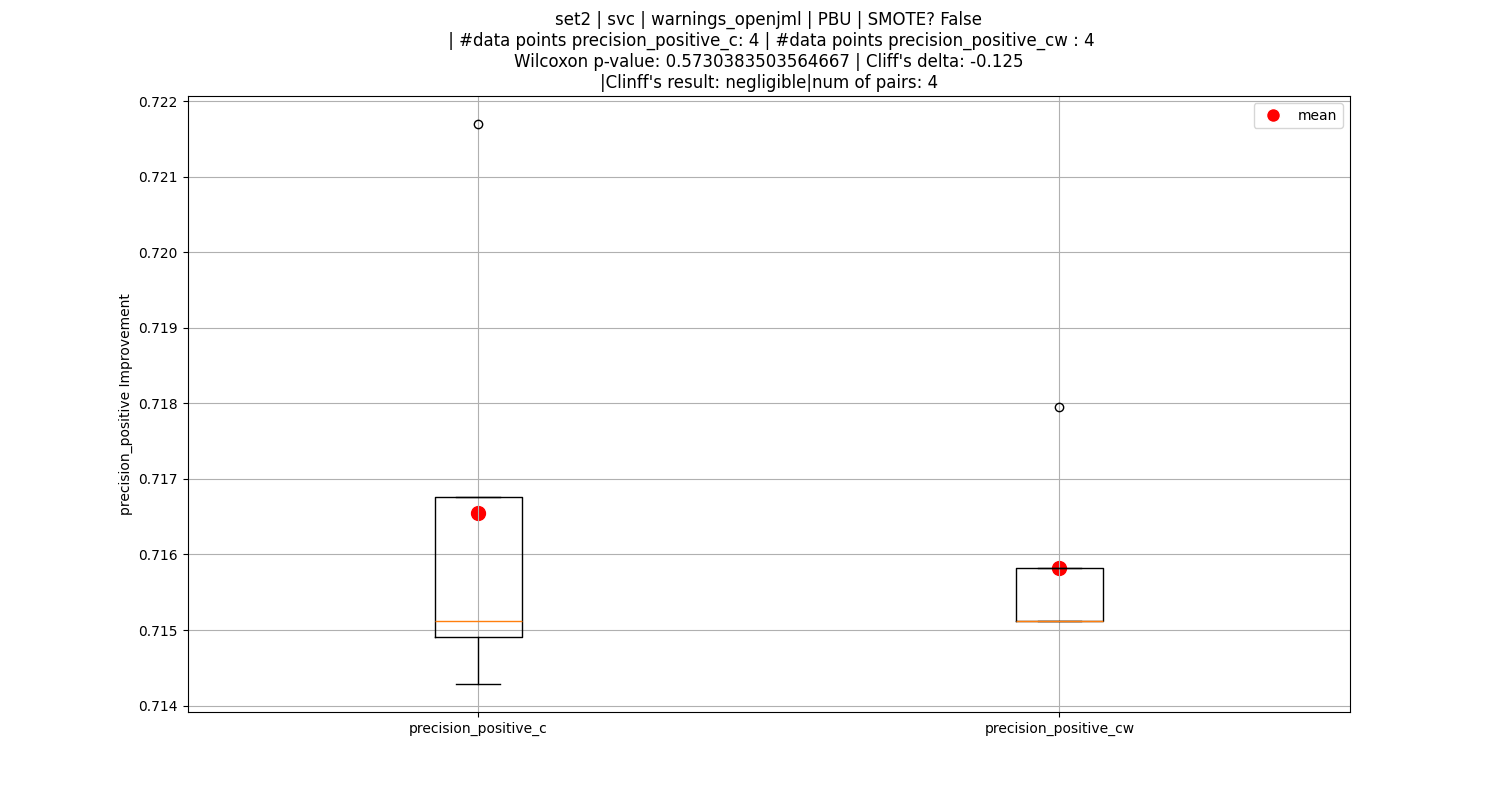 set2 | svc | warnings_openjml | PBU | SMOTE? False
| #data points precision_positive_c: 4 | #data points precision_positive_cw : 4
Wilcoxon p-value: 0.5730383503564667 | Cliff's delta: -0.125
|Clinff's result: negligible|num of pairs: 4
mean
0.722
0.721
0.720
0.719
0.718
0.717
0.716
0.715
0.714
precision_positive Improvement
precision_positive_c
precision_positive_cw